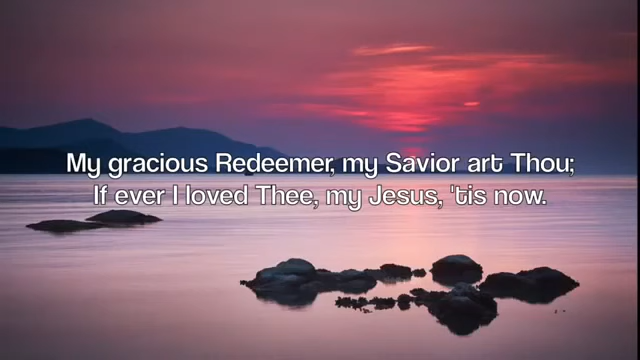 My gracious Redeemer, my Savior art Thou;
If ever I loved Thee, my Jesus, 'tis now.